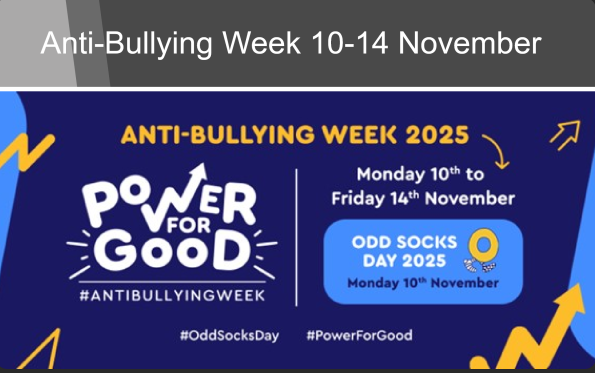 Anti-Bullying Week 10-14 November
ANTI-BULLYING WEEK 2025
POWER
FOR
GOOD
#ANTIBULLYINGWEEK
Monday 10th to
Friday 14th November
ODD SOCKS
DAY 2025
Monday 10th November
#OddSocksDay #PowerForGood